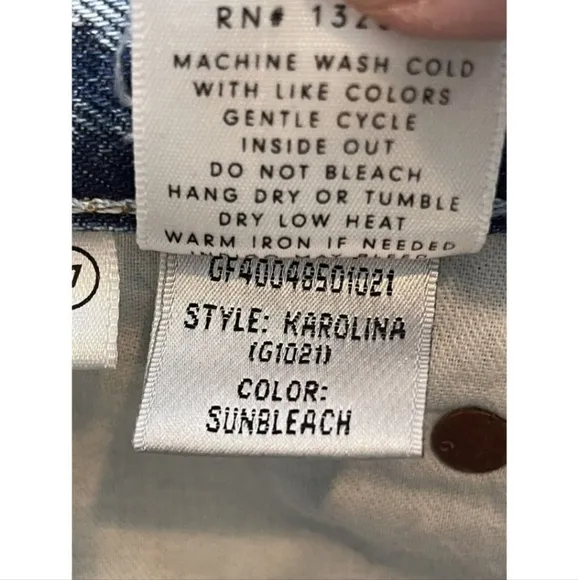 RN# 132
MACHINE WASH COLD
WITH LIKE COLORS
GENTLE CYCLE
INSIDE OUT
DO NOT BLEACH
HANG DRY OR TUMBLE
DRY LOW HEAT
WARM IRON IF NEEDED
GF40048501021
STYLE: KAROLINA
(G1021)
COLOR:
SUNBLEACH